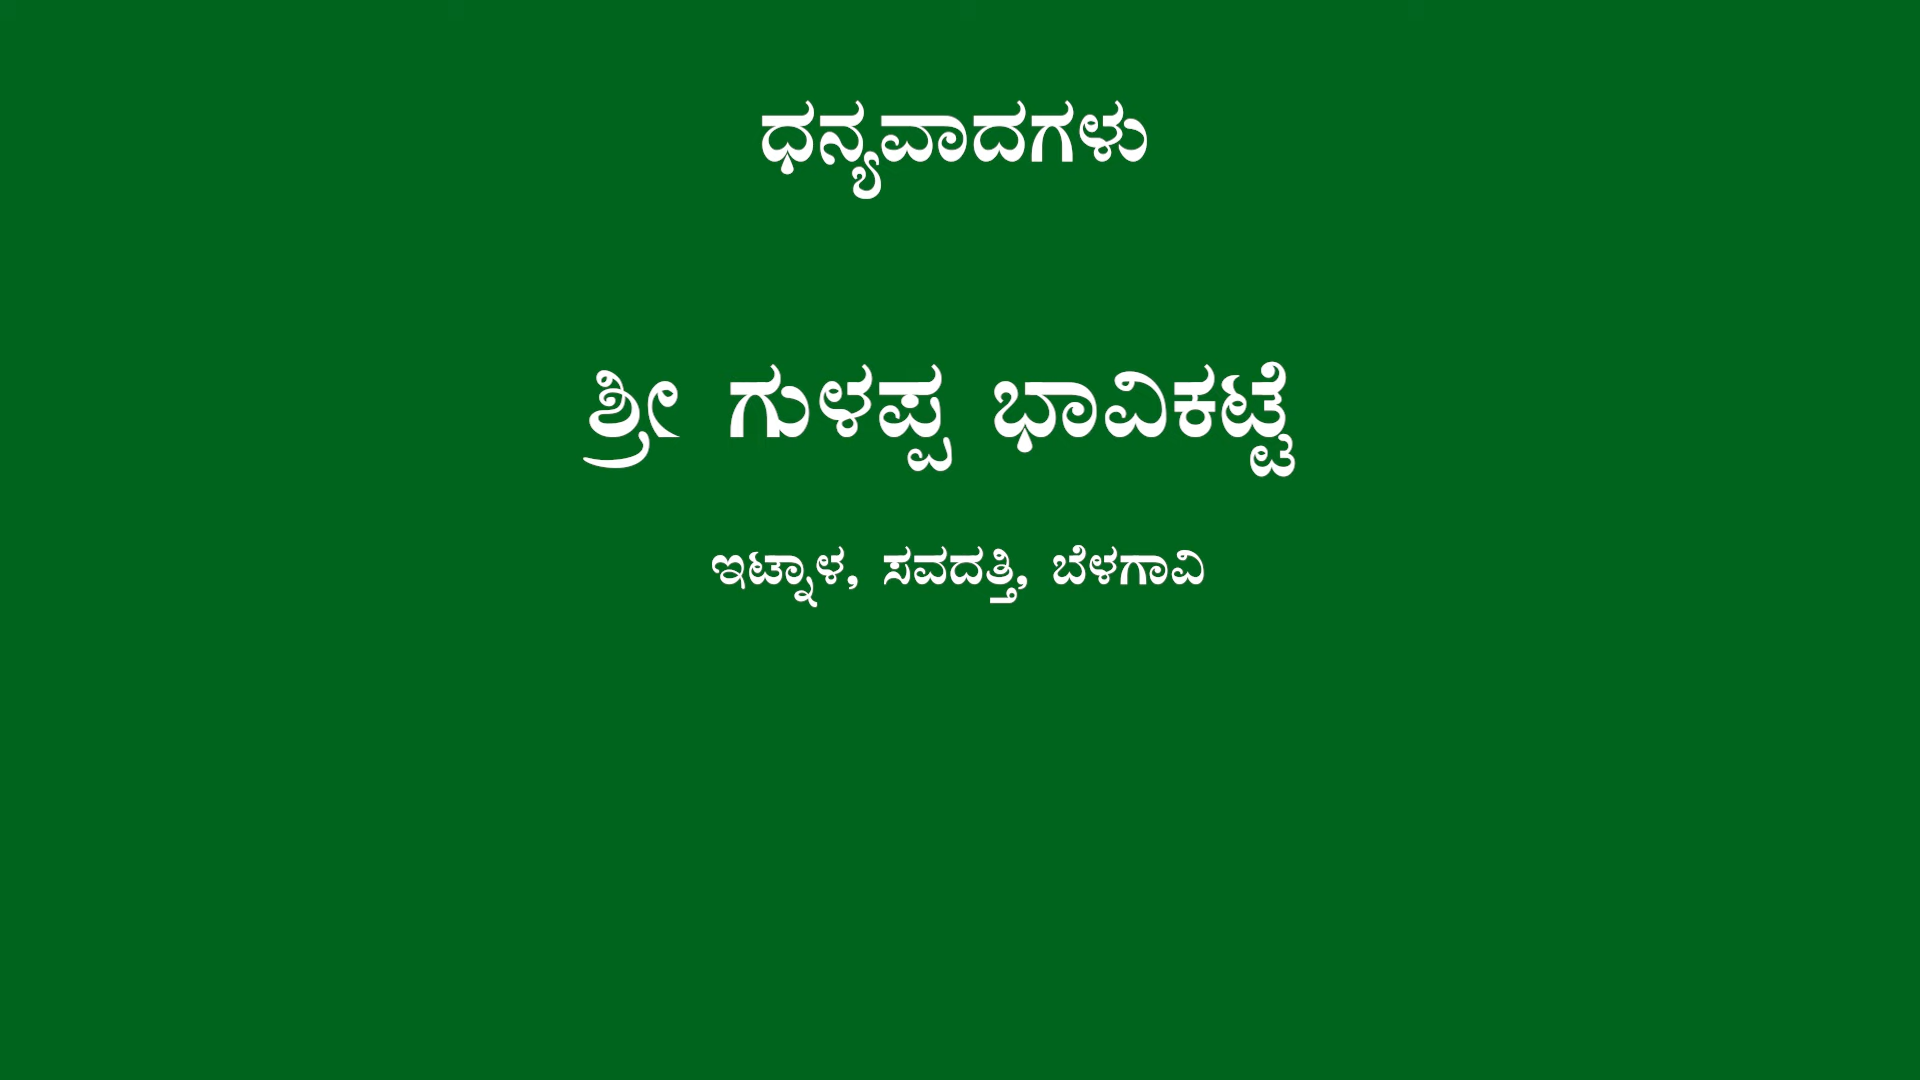 ಧನ್ಯವಾದಗಳು
ಶ್ರೀ ಗುಳಪ್ಪ ಭಾವಿಕಟ್ಟೆ
ಇಟ್ನಾಳ, ಸವದತ್ತಿ, ಬೆಳಗಾವಿ